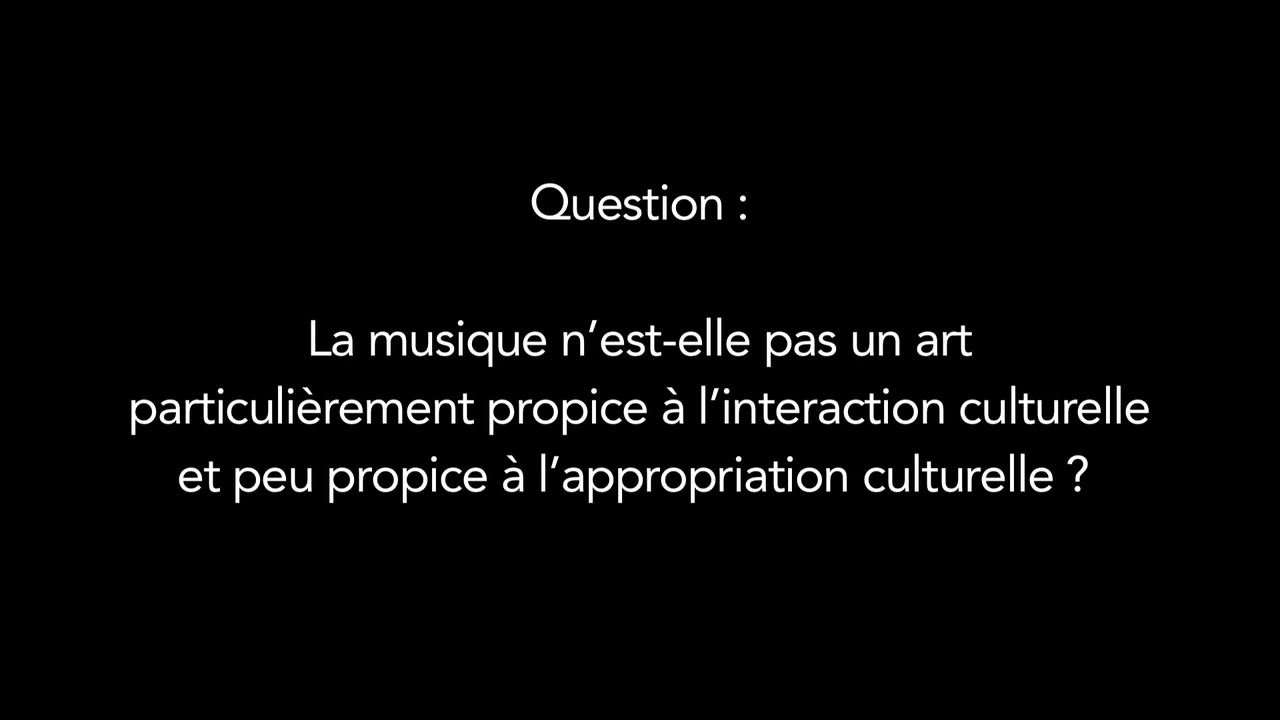 Question :
La musique n’est-elle pas un art
particulièrement propice à l’interaction culturelle
et peu propice à l’appropriation culturelle ?